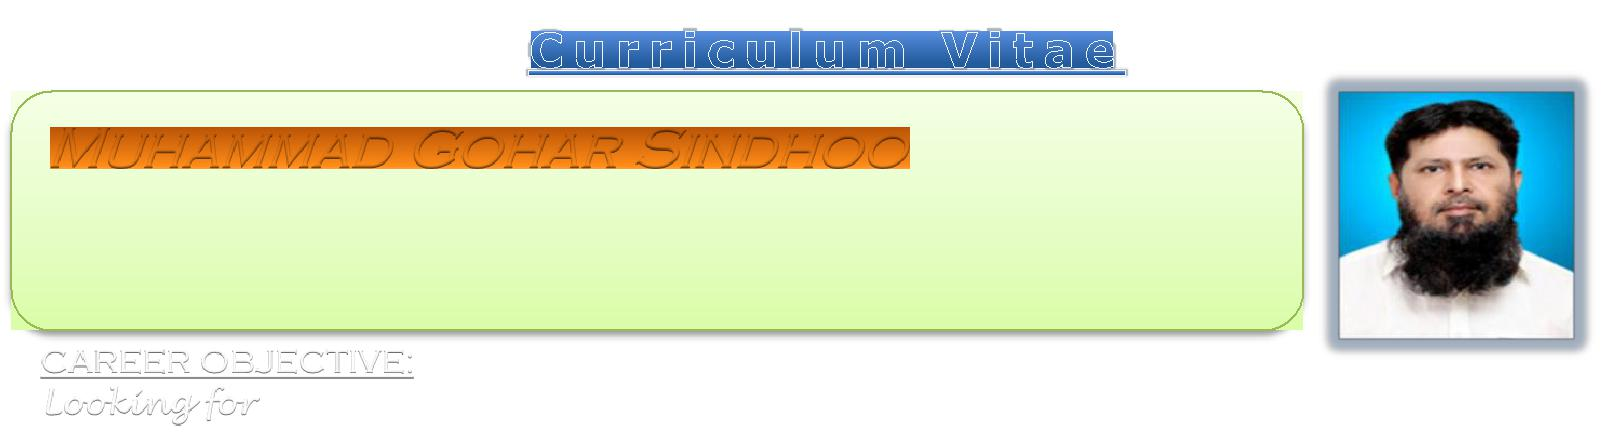 Curriculum Vitae
MUHAMMAD GOHAR SINDHOO
CAREER OBJECTIVE:
Looking for